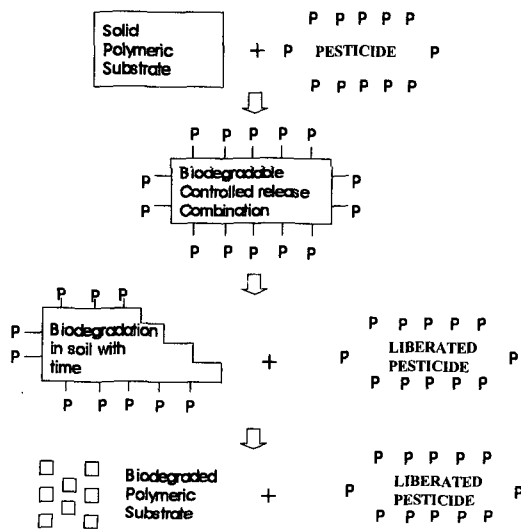 P P P P P
Solid
Polymeric
Substrate
+
P PESTICIDE P
P P P P P
P P P P P
P Biodegradable P
Controlled release
P Combination P
P P P P P
P P P
P P P P P
P Biodegradation
in soil with
P time
+
P LIBERATED P
PESTICIDE
P P P P P
P P P P P
P P P P P
Biodegraded
Polymeric
Substrate
+
P LIBERATED P
PESTICIDE
P P P P P